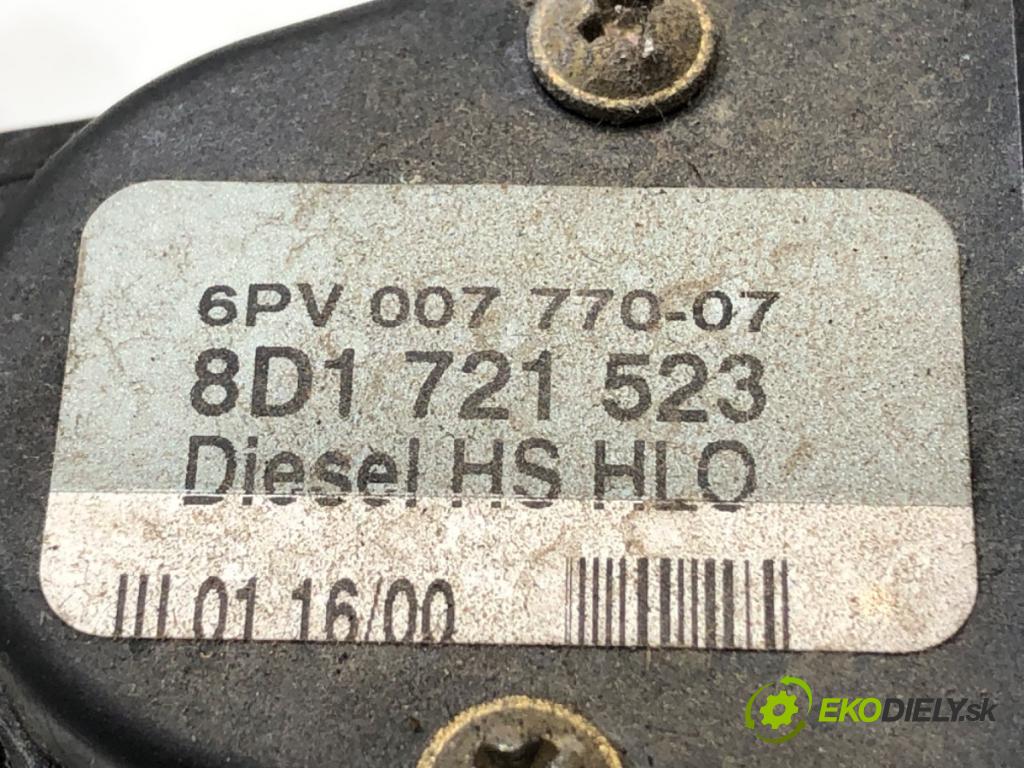 6PV 007 770-07
8D1 721 523
Diesel HS HLO
01 16/00
EKODIELY.sk